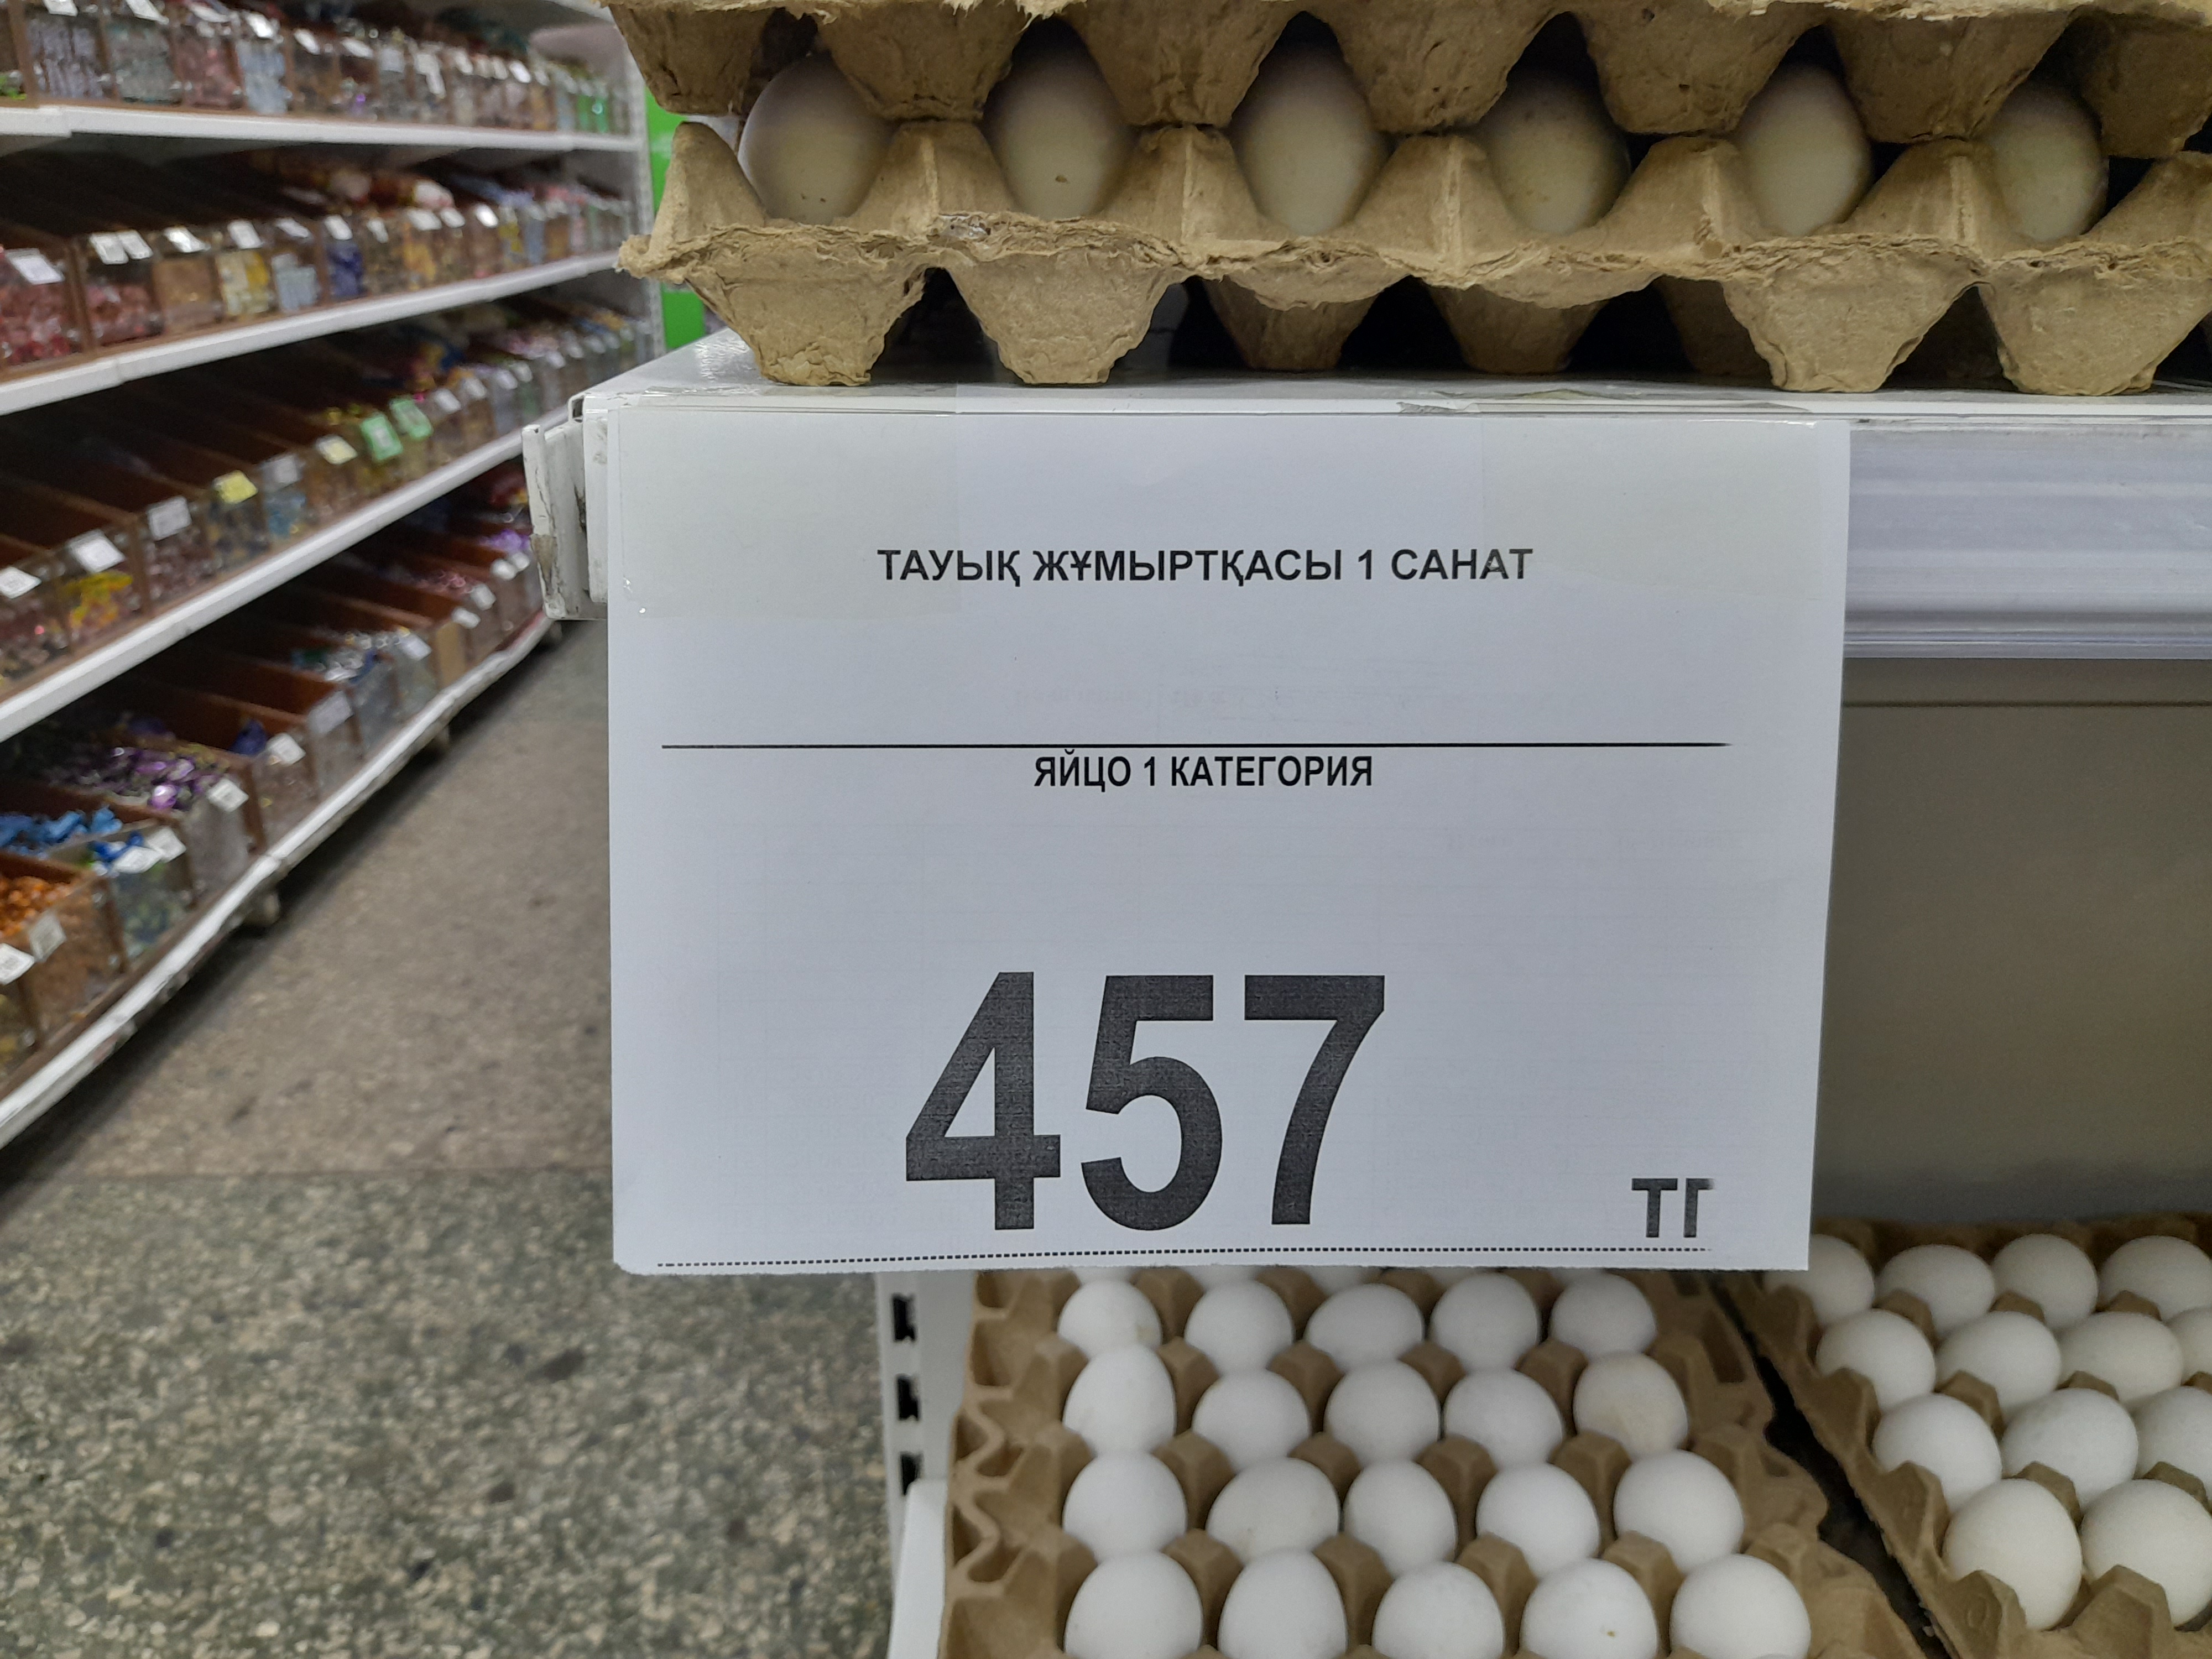 ТАУЫҚ ЖҰМЫРТҚАСЫ 1 САНАТ
ЯЙЦО 1 КАТЕГОРИЯ
457 ТГ